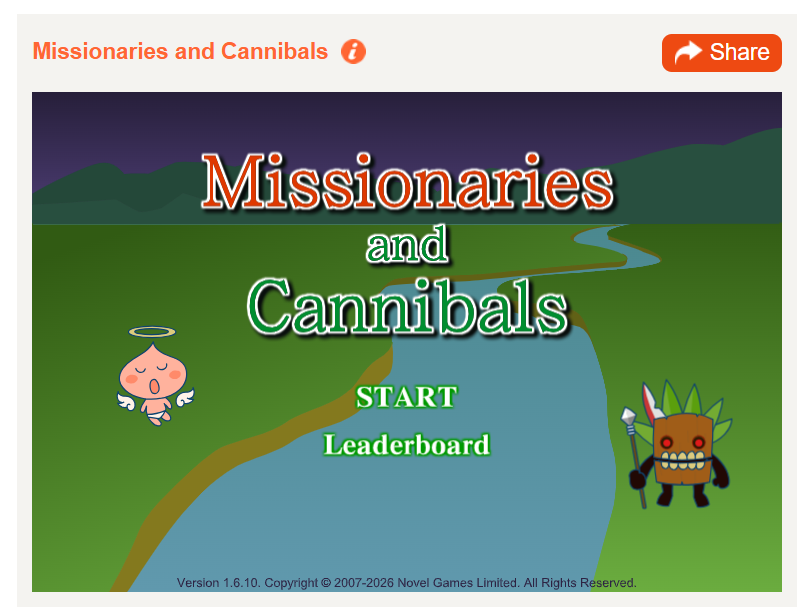 Missionaries and Cannibals
Share
Missionaries
and
Cannibals
START
Leaderboard
Version 1.6.10. Copyright © 2007-2026 Novel Games Limited. All Rights Reserved.